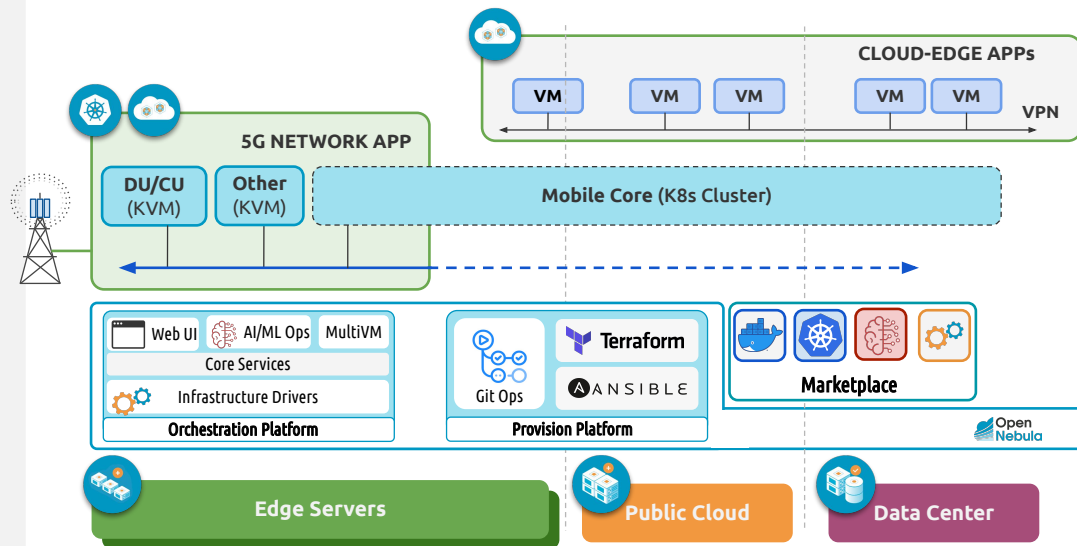 CLOUD-EDGE APPs
VM
VM
VM
VM
VM
VPN
5G NETWORK APP
DU/CU
(KVM)
Other
(KVM)
Mobile Core (K8s Cluster)
Web UI
AI/ML Ops
MultiVM
Core Services
Infrastructure Drivers
Orchestration Platform
Git Ops
Terraform
A ANSIBLE
Provision Platform
Marketplace
Open
Nebula
Edge Servers
Public Cloud
Data Center